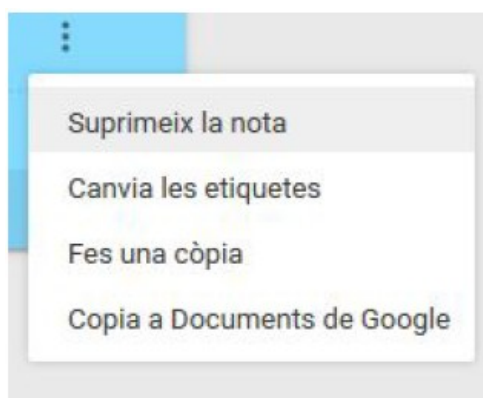 Suprimeix la nota
Canvia les etiquetes
Fes una còpia
Copia a Documents de Google